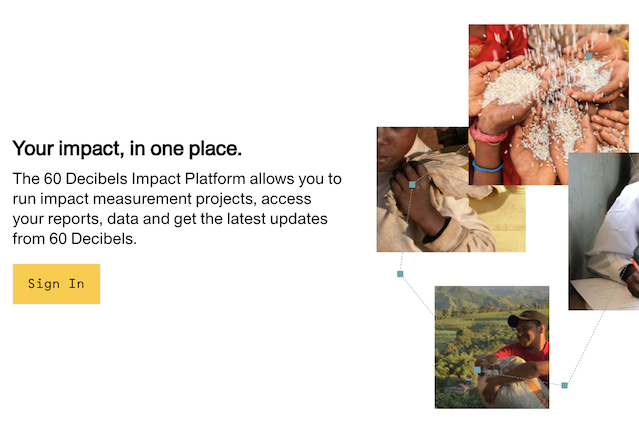 Your impact, in one place.
The 60 Decibels Impact Platform allows you to
run impact measurement projects, access
your reports, data and get the latest updates
from 60 Decibels.
Sign In